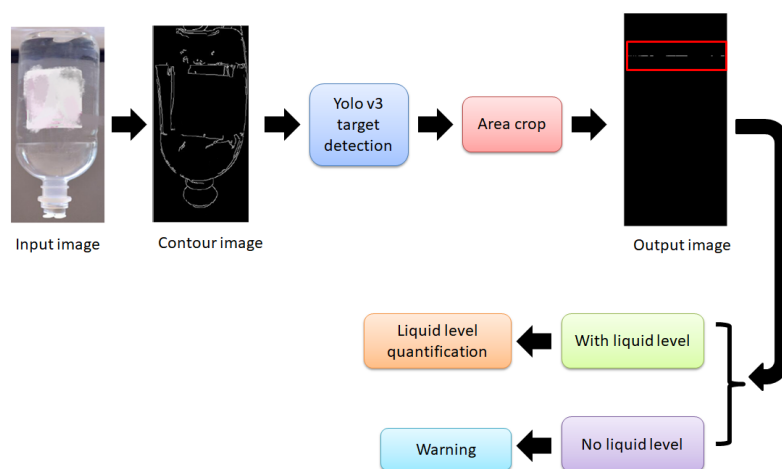 Yolo v3
target
detection
Area crop
Input image
Contour image
Output image
Liquid level
quantification
With liquid level
Warning
No liquid level